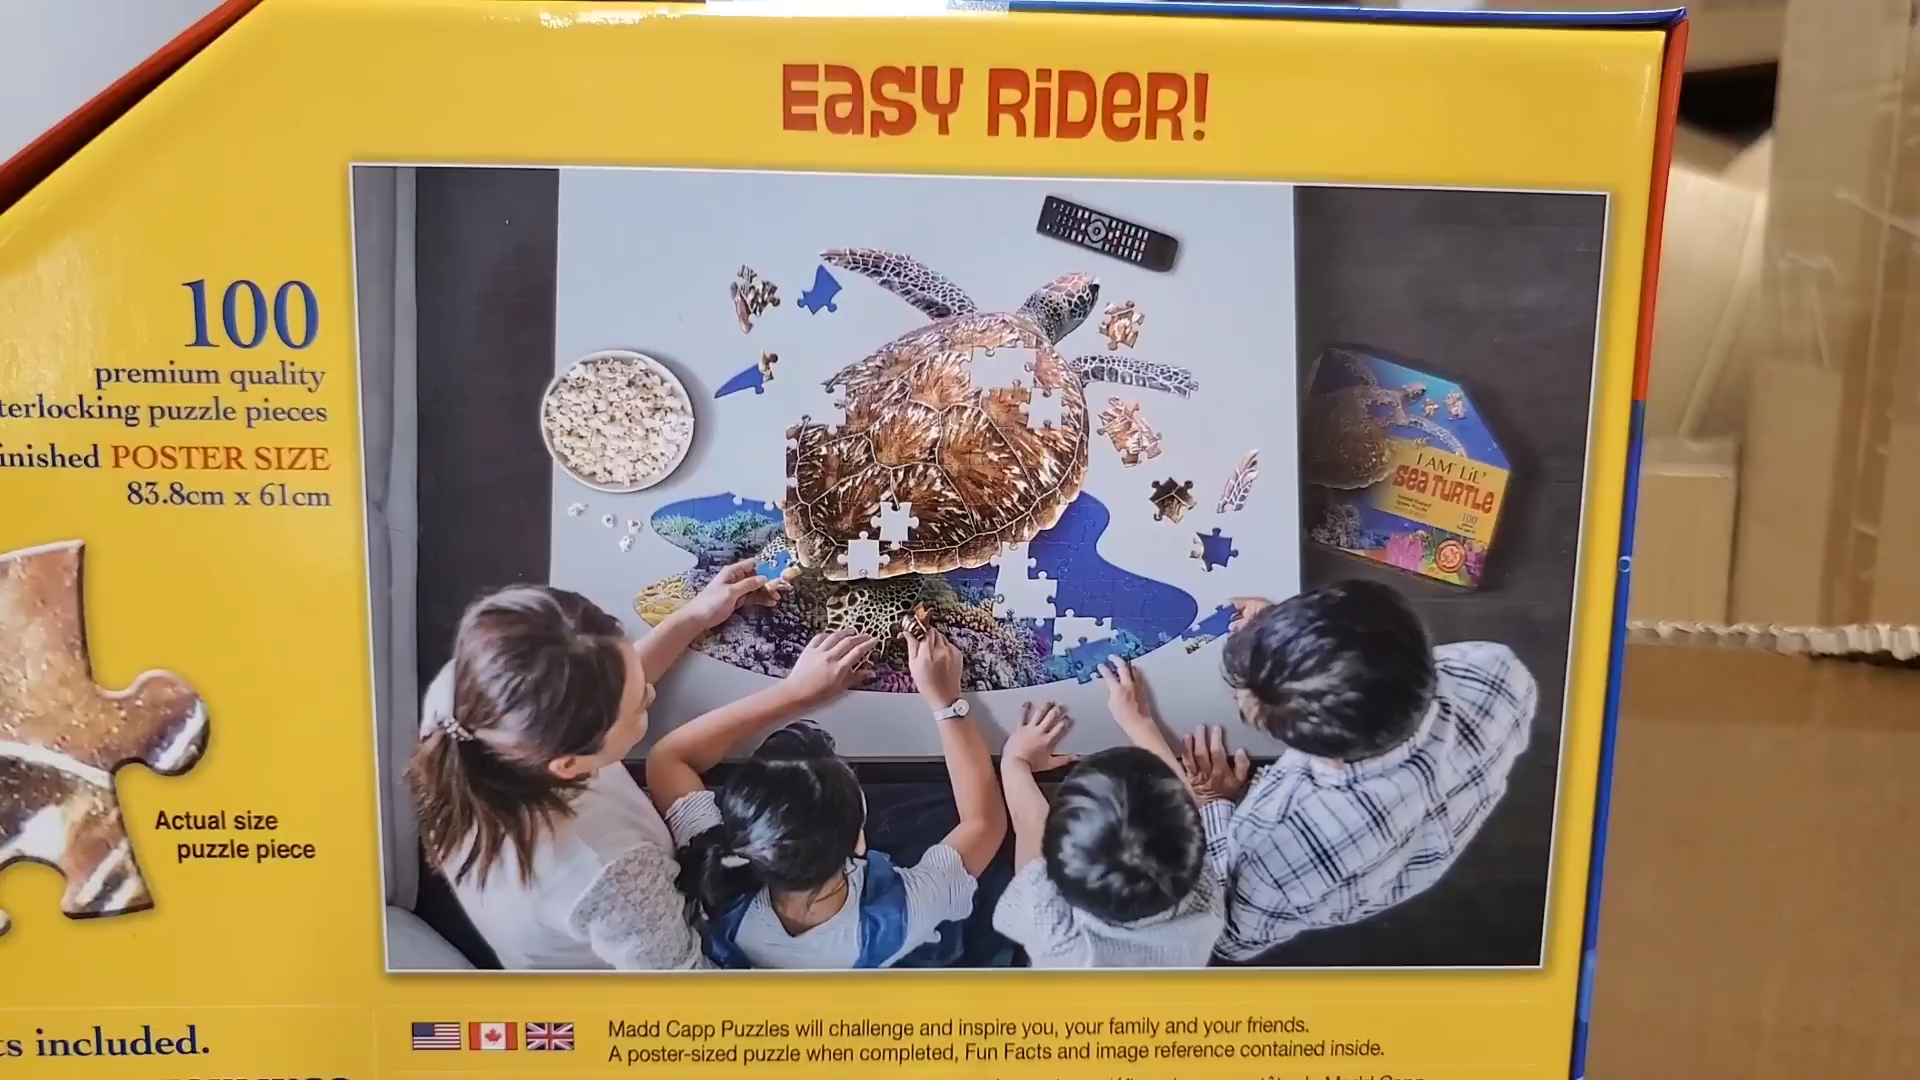 EaSY RiDeR!
100
premium quality
terlocking puzzle pieces
inished POSTER SIZE
83.8cm x 61cm
I AM LiL'
Sea TURTLe
100
Actual size
puzzle piece
ts included.
Madd Capp Puzzles will challenge and inspire you, your family and your friends.
A poster-sized puzzle when completed, Fun Facts and image reference contained inside.